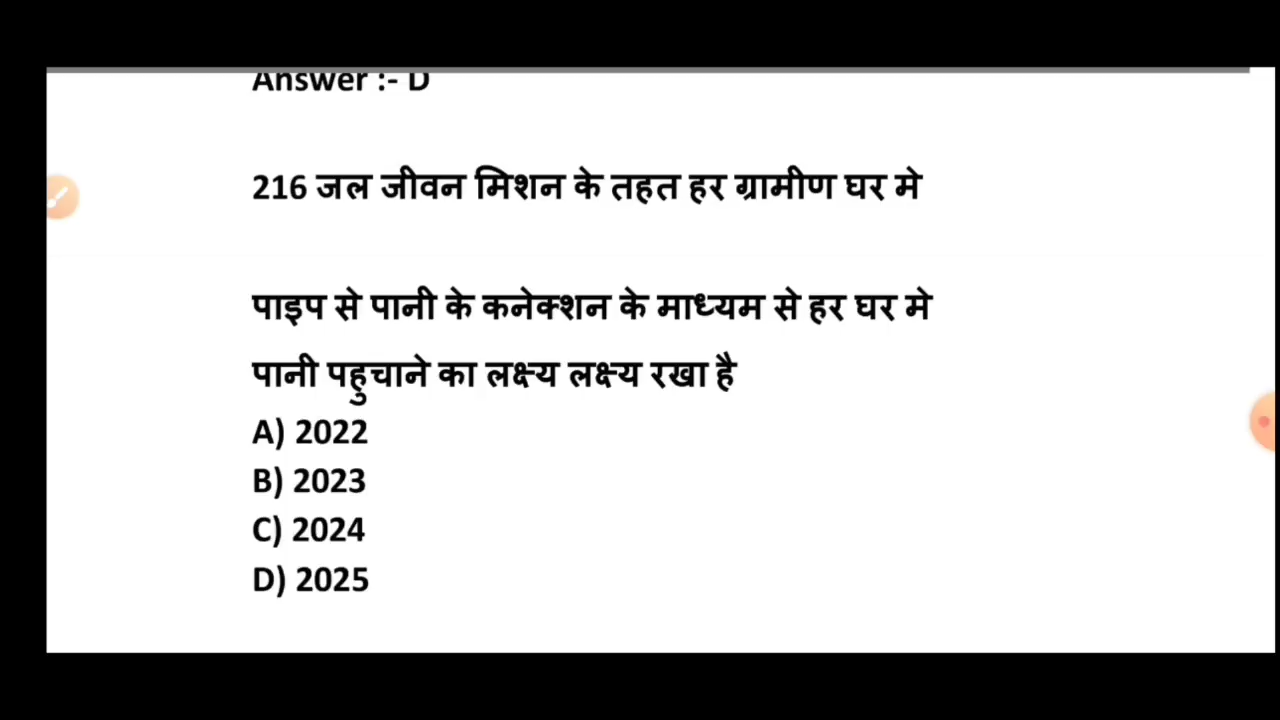 Answer :- D
216 जल जीवन मिशन के तहत हर ग्रामीण घर मे
पाइप से पानी के कनेक्शन के माध्यम से हर घर मे
पानी पहुचाने का लक्ष्य लक्ष्य रखा है
A) 2022
B) 2023
C) 2024
D) 2025